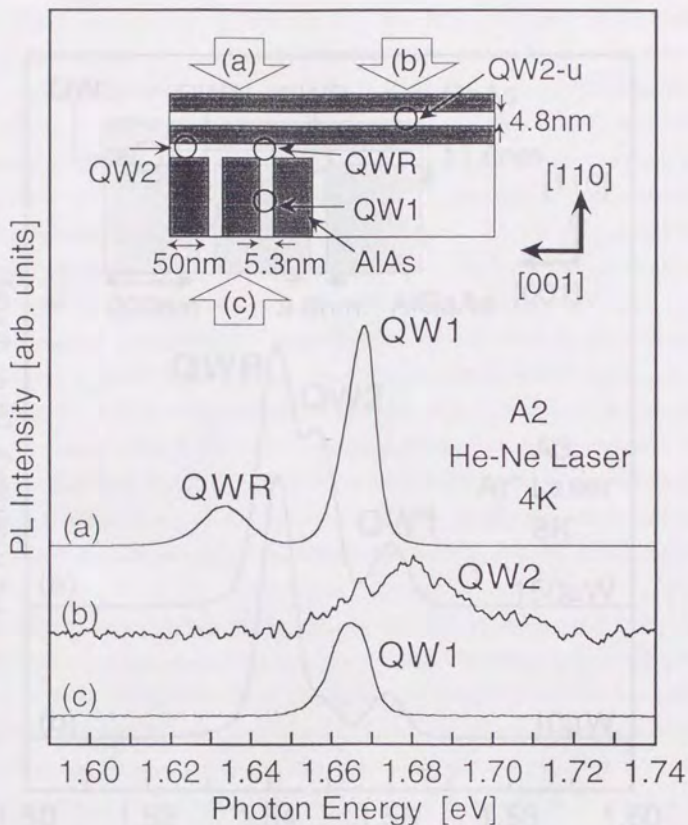 (a)
(b)
QW2-u
4.8nm
QW2
QWR
QW1
AlAs
[110]
[001]
50nm
5.3nm
(c)
PL Intensity [arb units]
QW1
A2
He-Ne Laser
4K
QWR
(a)
QW2
(b)
QW1
(c)
1.60 1.62 1.64 1.66 1.68 1.70 1.72 1.74
Photon Energy [eV]